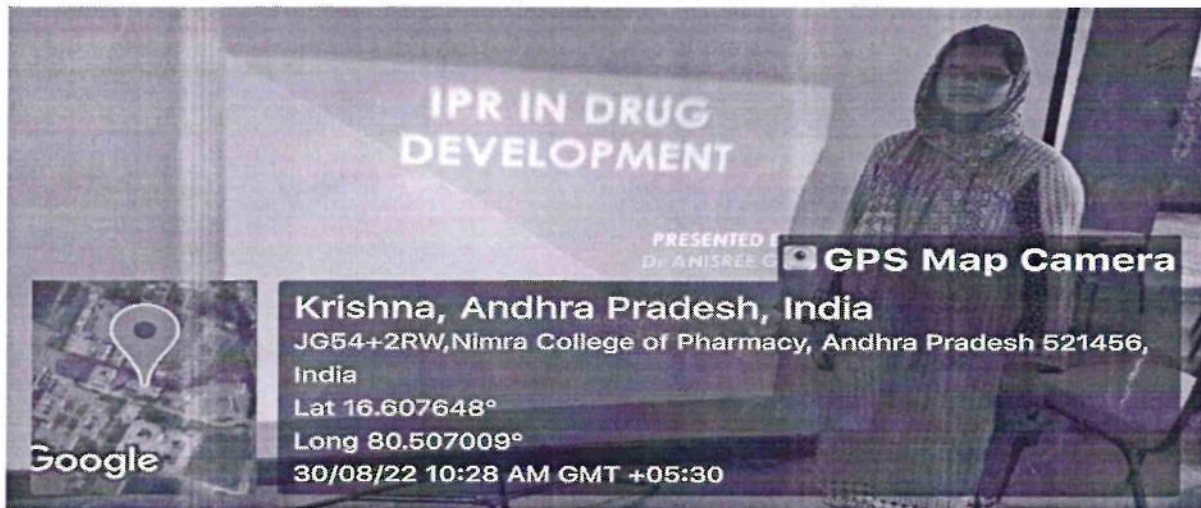 IPR IN DRUG
DEVELOPMENT
PRESENTED
Dr ANISREE G
GPS Map Camera
Krishna, Andhra Pradesh, India
JG54+2RW,Nimra College of Pharmacy, Andhra Pradesh 521456,
India
Lat 16.607648°
Long 80.507009°
30/08/22 10:28 AM GMT +05:30
Google